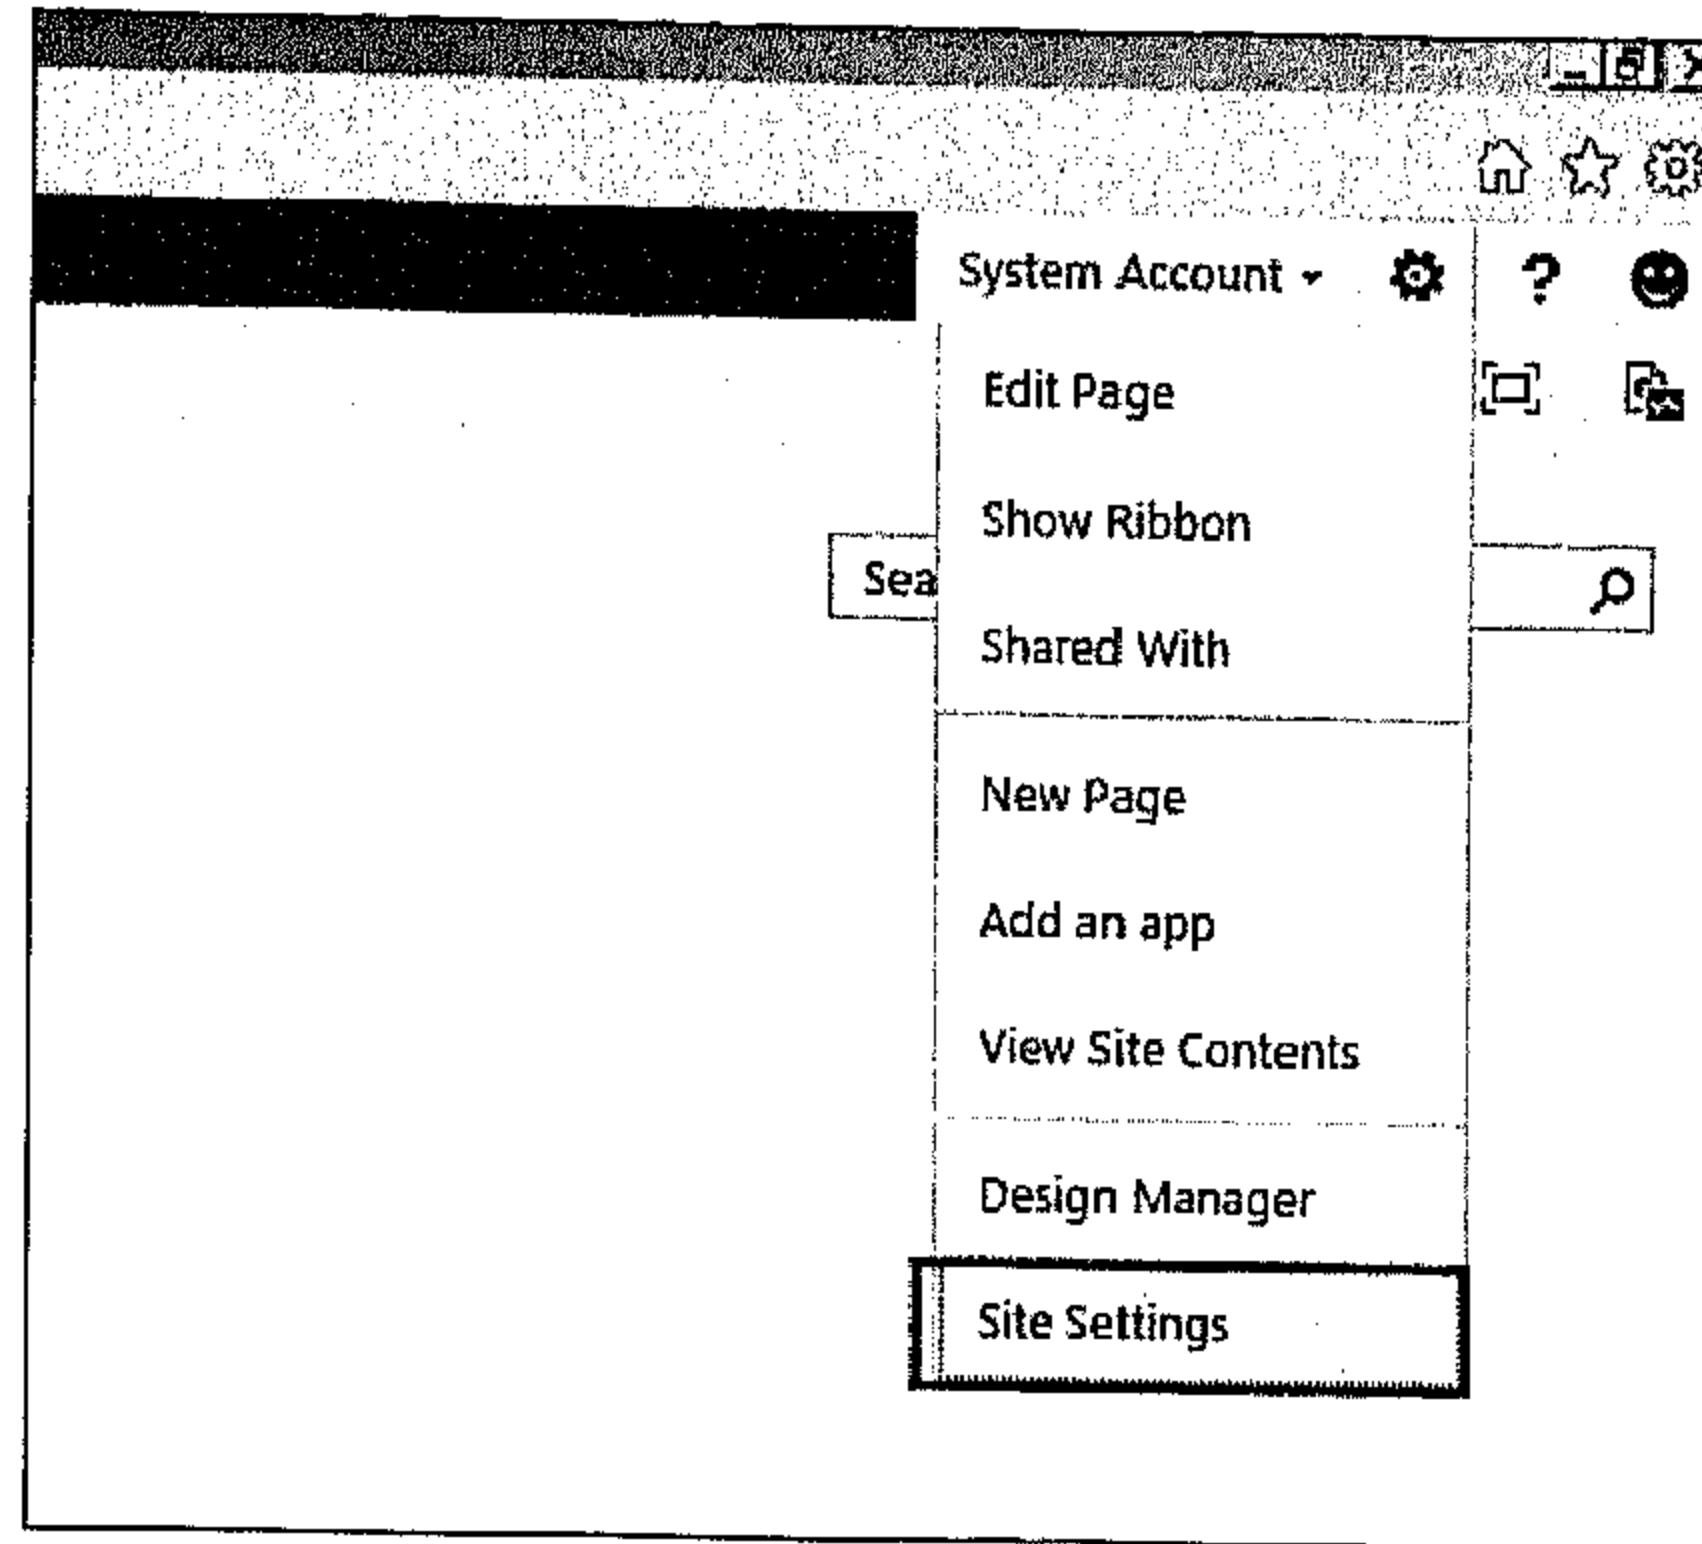 System Account
?
Edit Page
Show Ribbon
Sea
Shared With
New Page
Add an app
View Site Contents
Design Manager
Site Settings